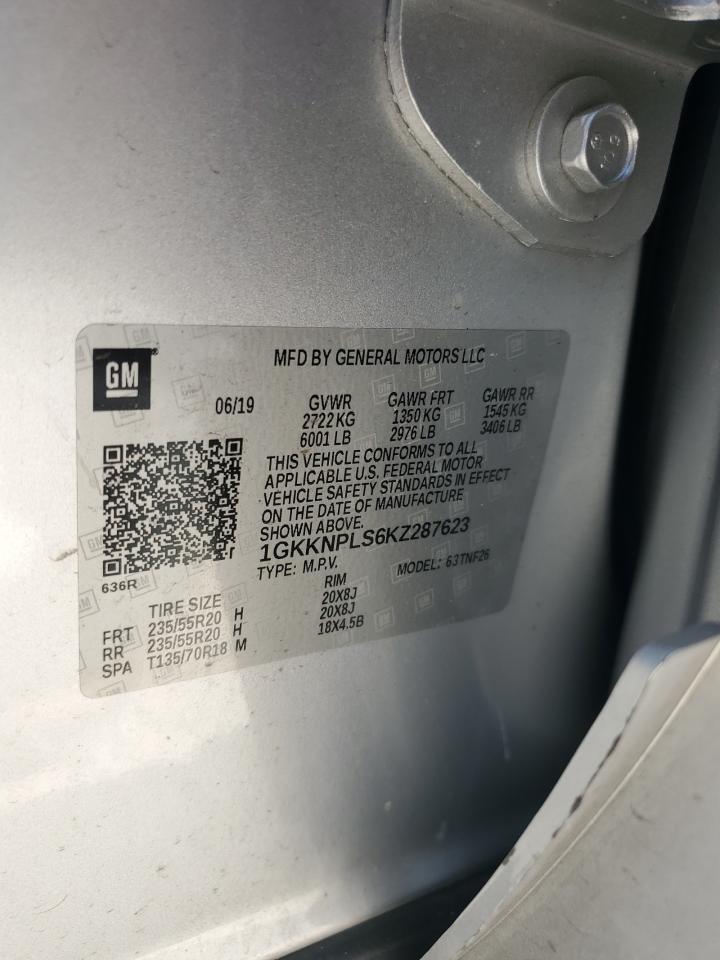 GM
MFD BY GENERAL MOTORS LLC
06/19 GVWR GAWR FRT GAWR RR
2722 KG 1350 KG 1545 KG
6001 LB 2976 LB 3406 LB
THIS VEHICLE CONFORMS TO ALL
APPLICABLE U.S. FEDERAL MOTOR
VEHICLE SAFETY STANDARDS IN EFFECT
ON THE DATE OF MANUFACTURE
SHOWN ABOVE.
1GKKNPLS6KZ287623
TYPE: M.P.V. MODEL: 63TNF26
636R
TIRE SIZE RIM
FRT 235/55R20 H 20X8J
RR 235/55R20 H 20X8J
SPA T135/70R18 M 18X4.5B